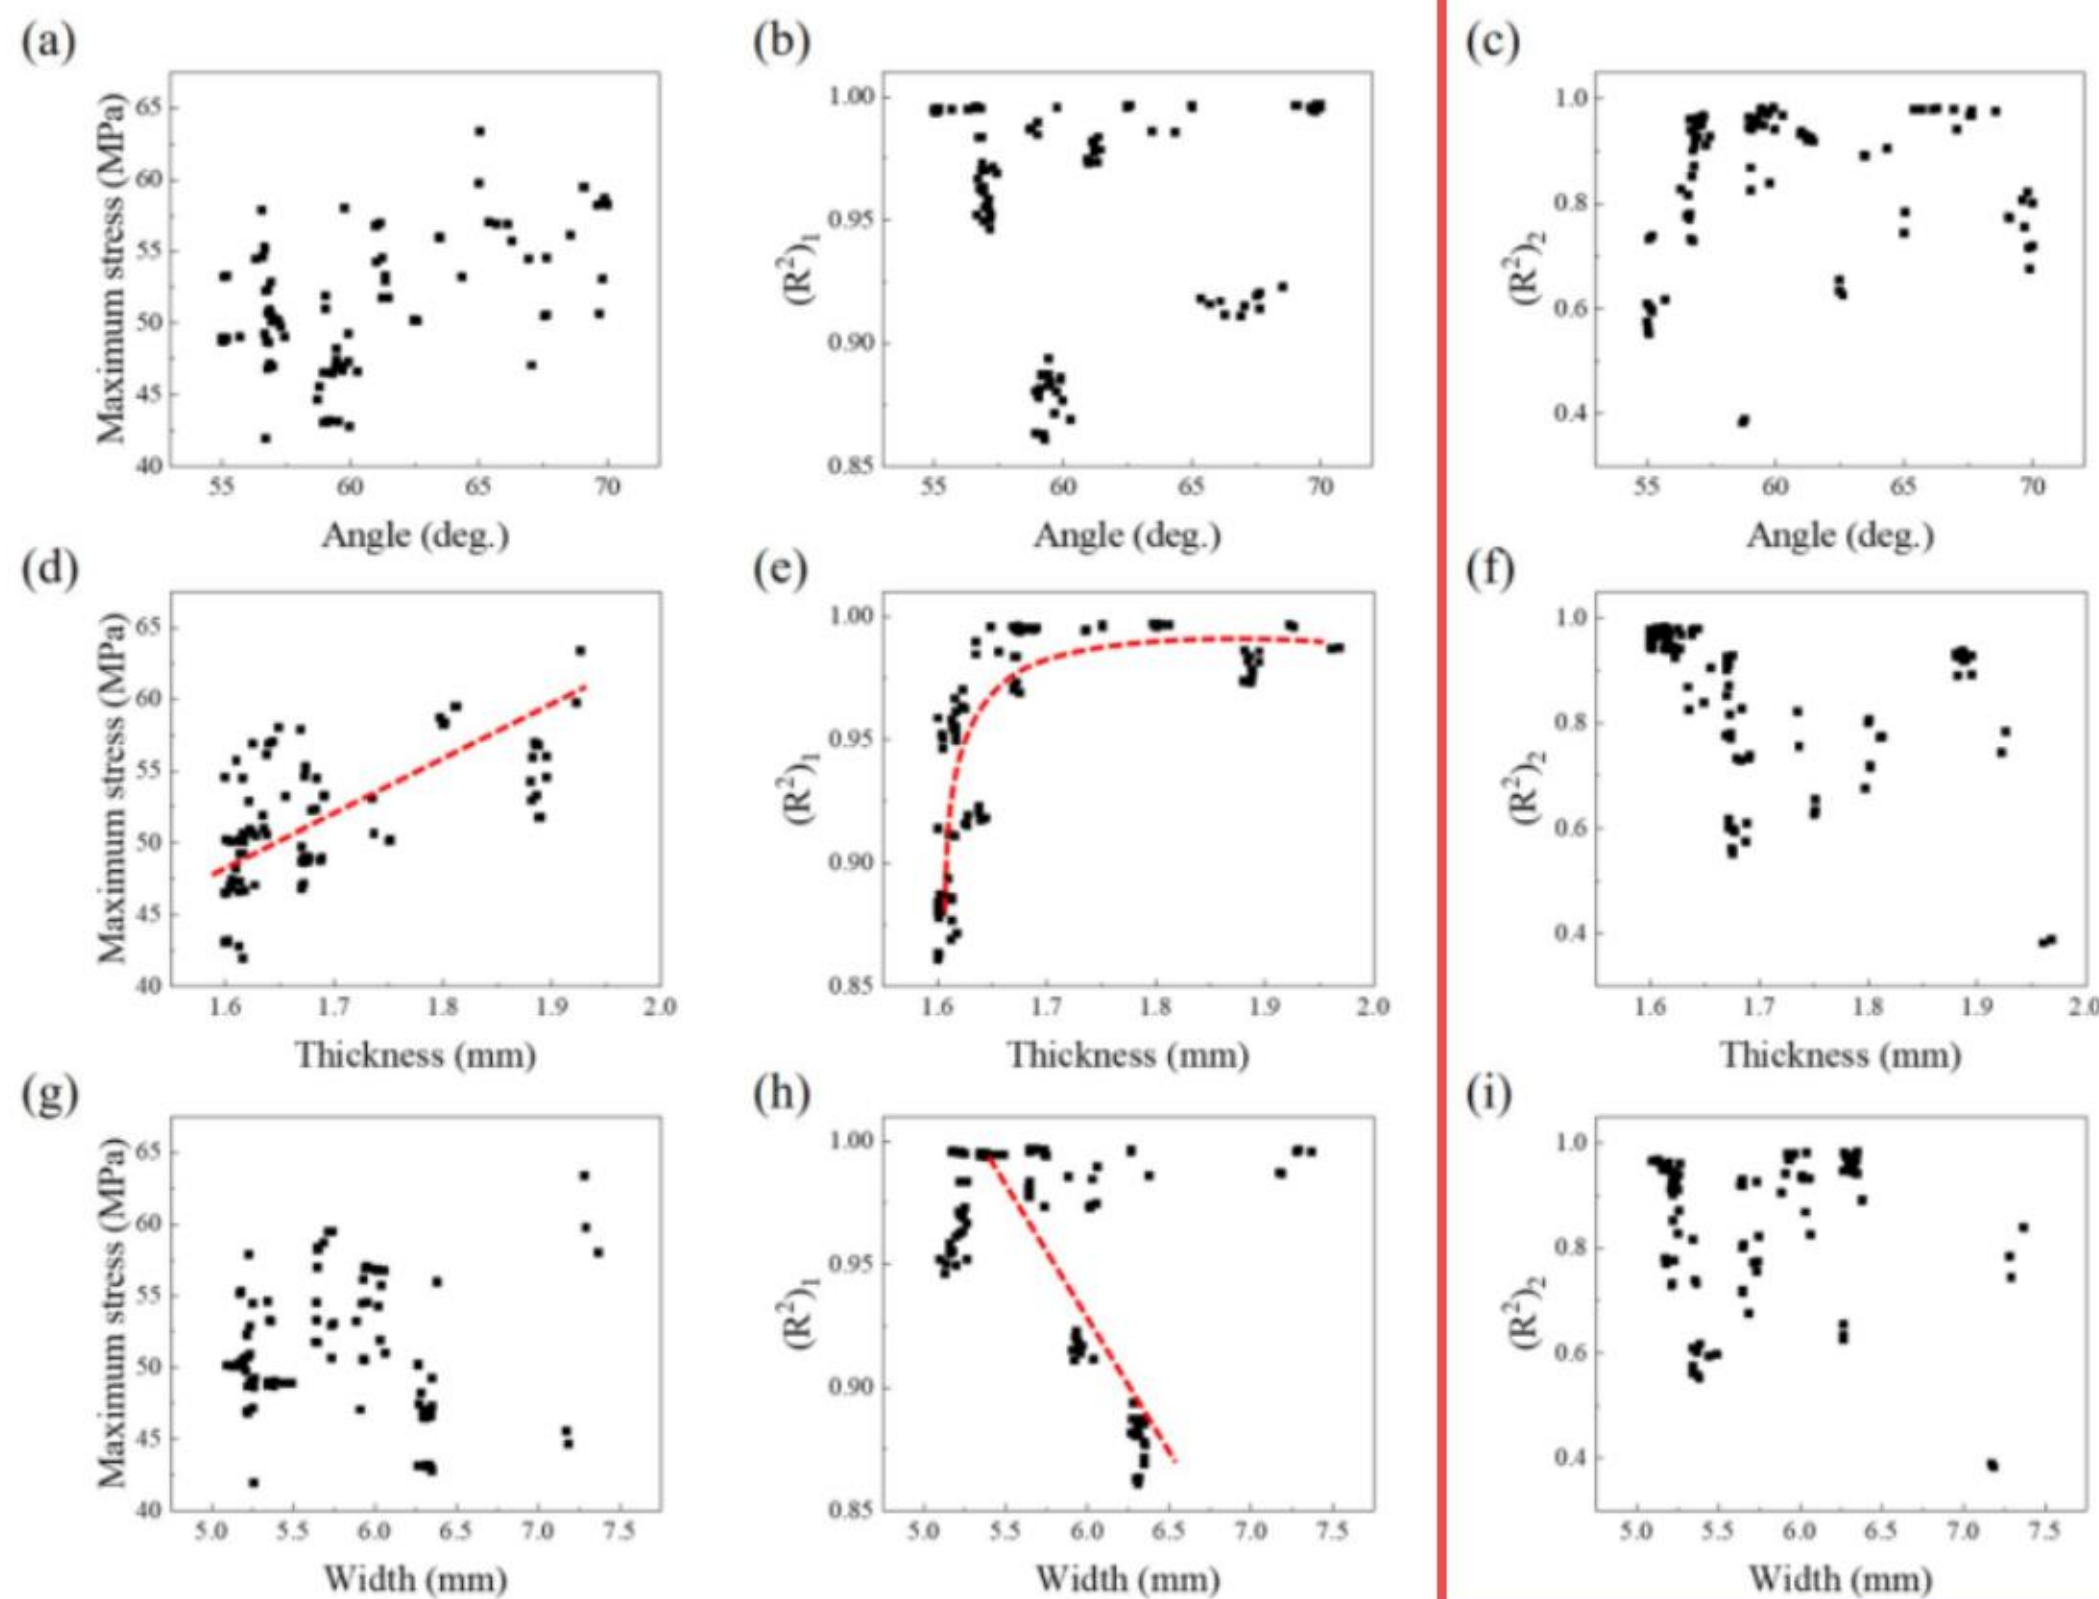 (a)
(b)
(c)
Maximum stress (MPa)
65
60
55
50
45
40
55 60 65 70
Angle (deg.)
(R²)₁
1.00
0.95
0.90
0.85
55 60 65 70
Angle (deg.)
(R²)₂
1.0
0.8
0.6
0.4
55 60 65 70
Angle (deg.)
(d)
(e)
(f)
Maximum stress (MPa)
65
60
55
50
45
40
1.6 1.7 1.8 1.9 2.0
Thickness (mm)
(R²)₁
1.00
0.95
0.90
0.85
1.6 1.7 1.8 1.9 2.0
Thickness (mm)
(R²)₂
1.0
0.8
0.6
0.4
1.6 1.7 1.8 1.9 2.0
Thickness (mm)
(g)
(h)
(i)
Maximum stress (MPa)
65
60
55
50
45
40
5.0 5.5 6.0 6.5 7.0 7.5
Width (mm)
(R²)₁
1.00
0.95
0.90
0.85
5.0 5.5 6.0 6.5 7.0 7.5
Width (mm)
(R²)₂
1.0
0.8
0.6
0.4
5.0 5.5 6.0 6.5 7.0 7.5
Width (mm)